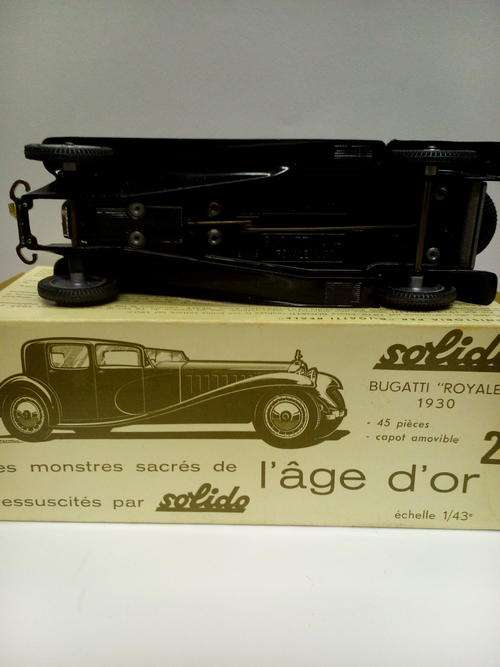 solido
BUGATTI "ROYALE
1930
- 45 pièces
- capot amovible
2
es monstres sacrés de l'âge d'or
essuscités par solido
échelle 1/43e